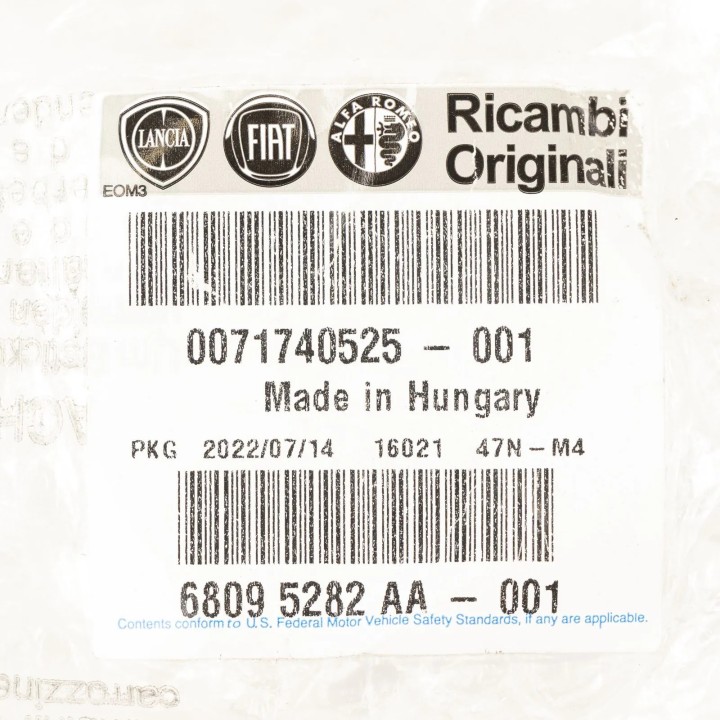 LANCIA
FIAT
ALFA ROMEO
Ricambi
Originali
EOM3
0071740525 – 001
Made in Hungary
PKG 2022/07/14 16021 47N–M4
6809 5282 AA – 001
Contents conform to U.S. Federal Motor Vehicle Safety Standards, if any are applicable.